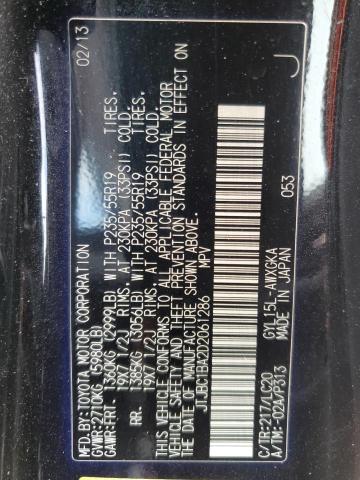 MFD.BY:TOYOTA MOTOR CORPORATION 02/13
GVWR:2710KG (5980LB)
GAWR:FRT. 1360KG (2999LB) WITH P235/55R19 TIRES,
19X7 1/2J RIMS, AT 230KPA (33PSI) COLD.
RR. 1385KG (3056LB) WITH P235/55R19 TIRES,
19X7 1/2J RIMS, AT 230KPA (33PSI) COLD.
THIS VEHICLE CONFORMS TO ALL APPLICABLE FEDERAL MOTOR
VEHICLE SAFETY AND THEFT PREVENTION STANDARDS IN EFFECT ON
THE DATE OF MANUFACTURE SHOWN ABOVE.
JTJBC1BA2D2061286 MPV
J
053
C/TR:217/LC20 GYL15L-AWXGKA
A/TM:-02A/P313 MADE IN JAPAN